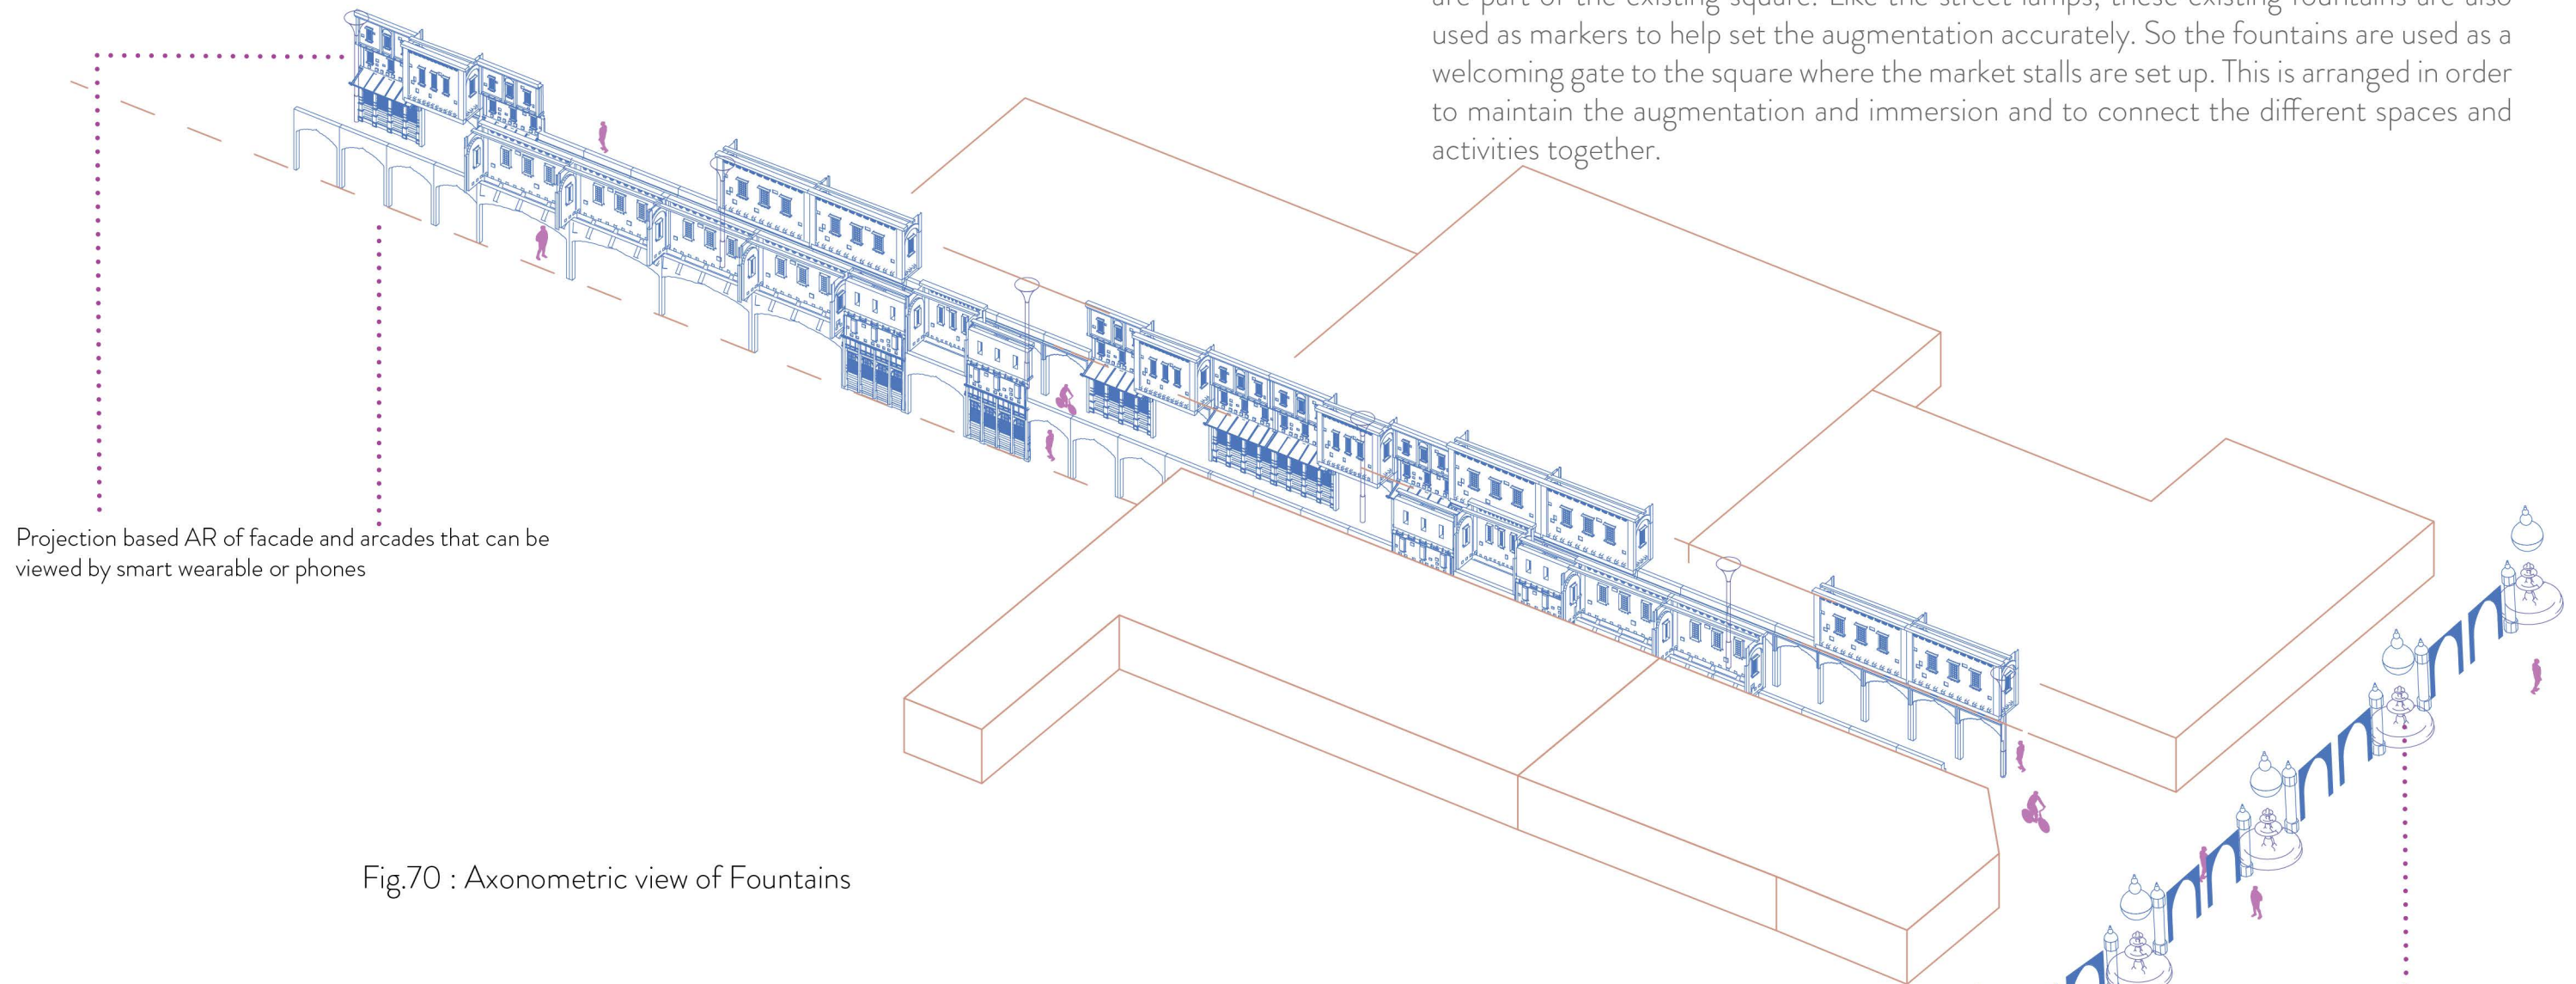 are part of the existing square. Like the street lamps, these existing fountains are also
used as markers to help set the augmentation accurately. So the fountains are used as a
welcoming gate to the square where the market stalls are set up. This is arranged in order
to maintain the augmentation and immersion and to connect the different spaces and
activities together.
Projection based AR of facade and arcades that can be
viewed by smart wearable or phones
Fig.70 : Axonometric view of Fountains